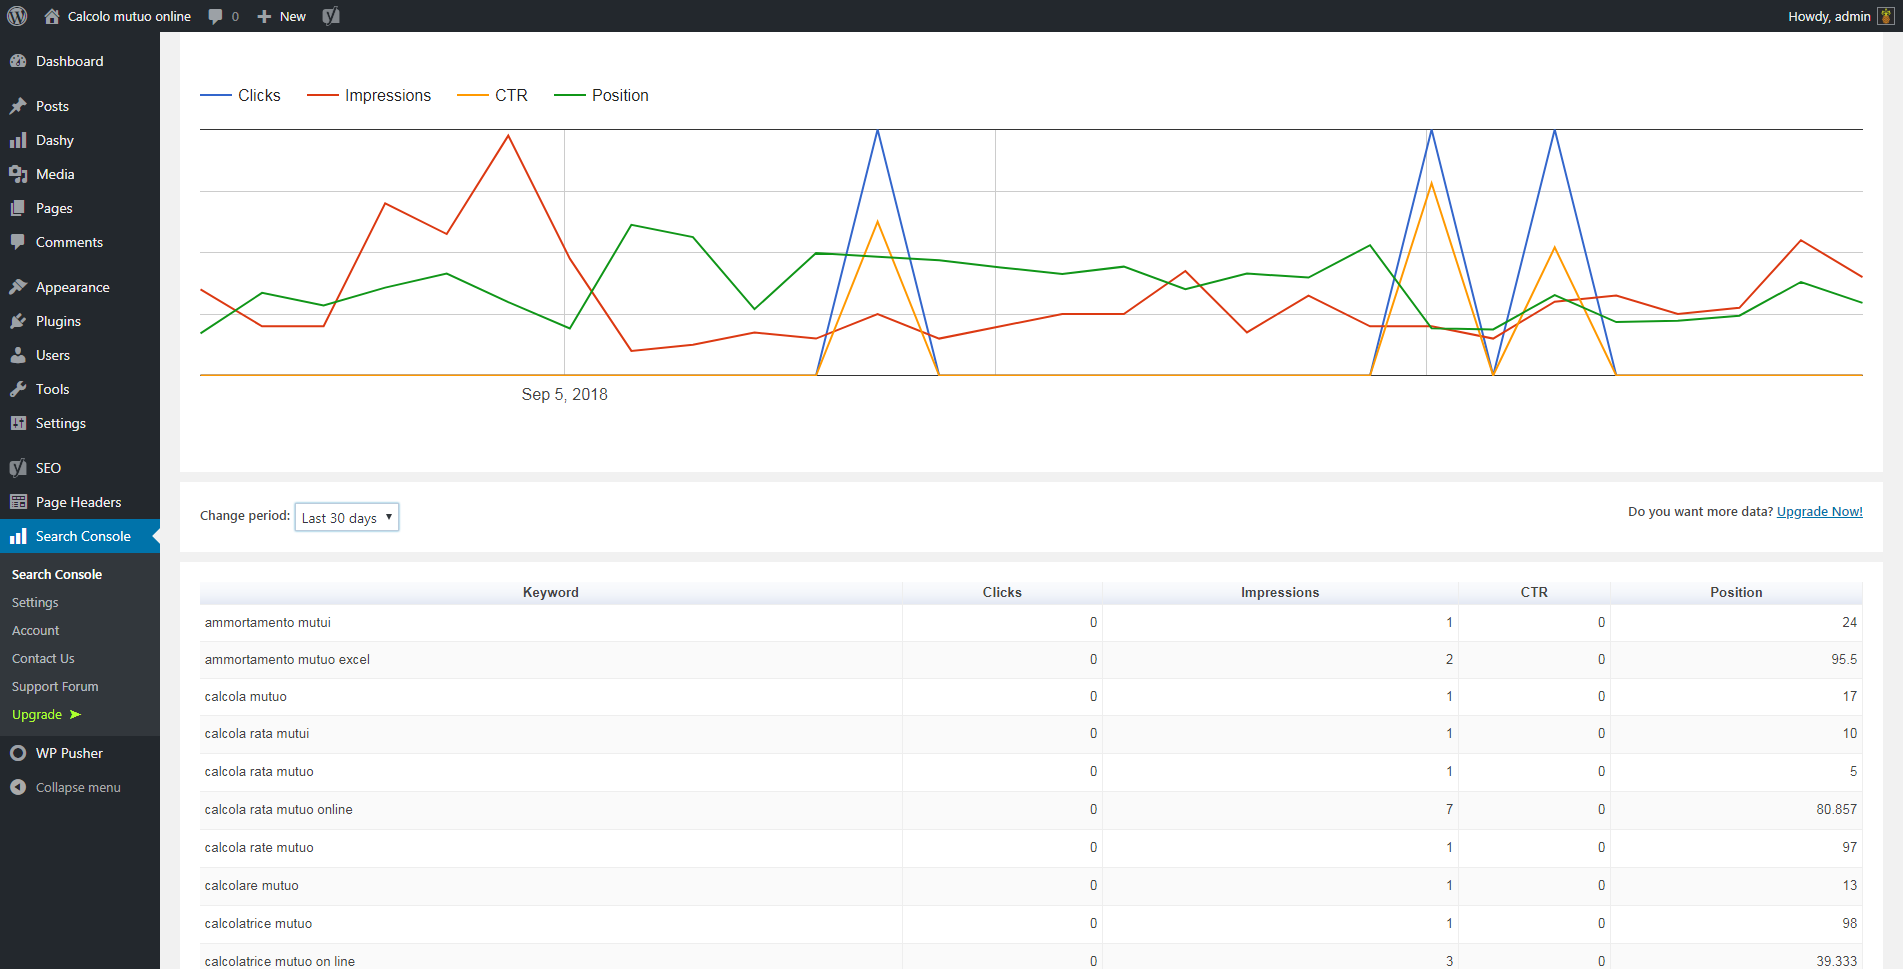 Calcolo mutuo online 0 New Howdy, admin
Dashboard
Posts
Dashy
Media
Pages
Comments
Appearance
Plugins
Users
Tools
Settings
SEO
Page Headers
Search Console
Search Console
Settings
Account
Contact Us
Support Forum
Upgrade ➤
WP Pusher
Collapse menu
Clicks Impressions CTR Position
Sep 5, 2018
Change period: Last 30 days Do you want more data? Upgrade Now!
Keyword Clicks Impressions CTR Position
ammortamento mutui 0 1 0 24
ammortamento mutuo excel 0 2 0 95.5
calcola mutuo 0 1 0 17
calcola rata mutui 0 1 0 10
calcola rata mutuo 0 1 0 5
calcola rata mutuo online 0 7 0 80.857
calcola rate mutuo 0 1 0 97
calcolare mutuo 0 1 0 13
calcolatrice mutuo 0 1 0 98
calcolatrice mutuo on line 0 3 0 39.333